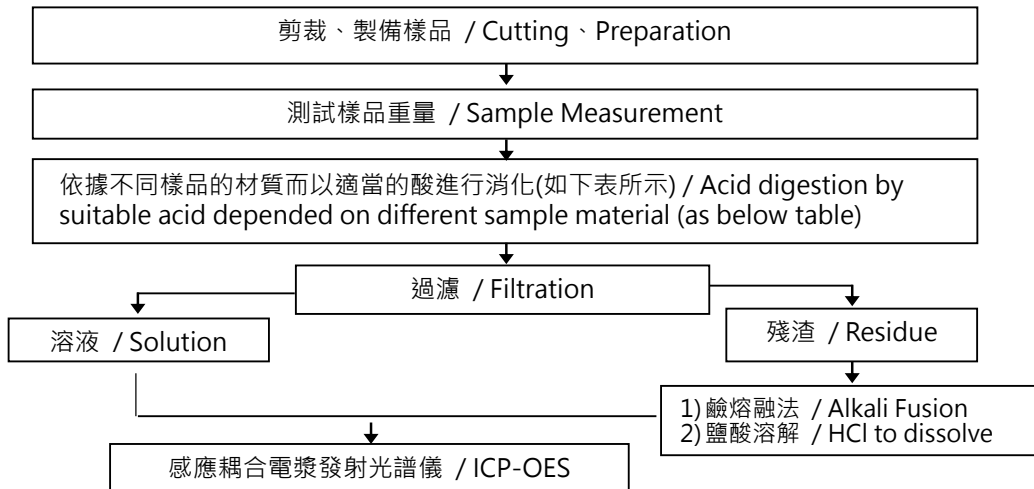 剪裁、製備樣品 / Cutting、Preparation
測試樣品重量 / Sample Measurement
依據不同樣品的材質而以適當的酸進行消化(如下表所示) / Acid digestion by
suitable acid depended on different sample material (as below table)
過濾 / Filtration
溶液 / Solution
殘渣 / Residue
1) 鹼熔融法 / Alkali Fusion
2) 鹽酸溶解 / HCl to dissolve
感應耦合電漿發射光譜儀 / ICP-OES